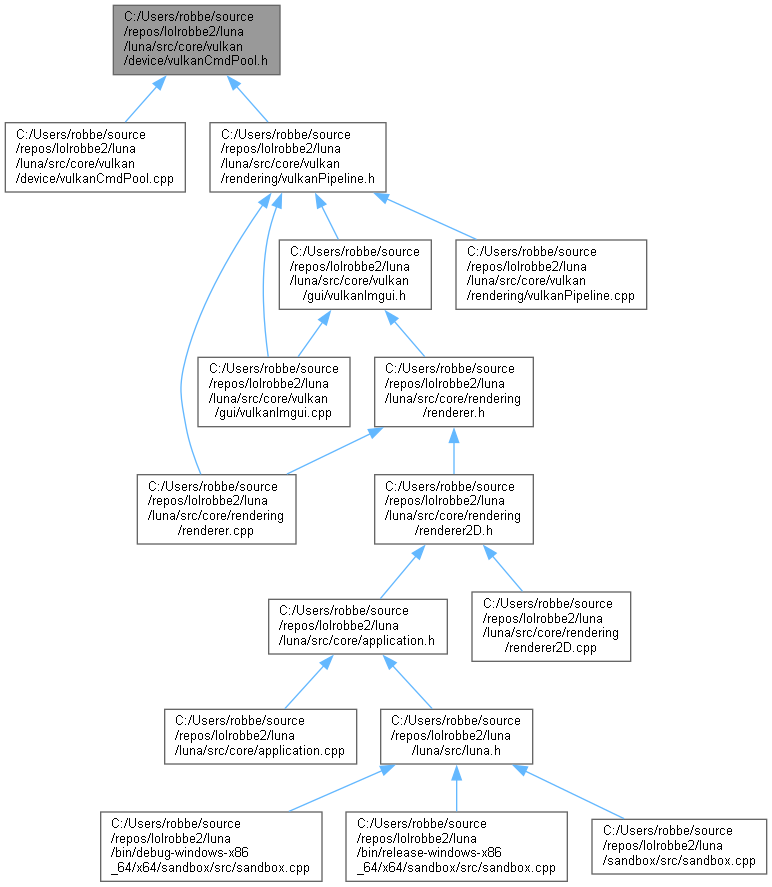 C:/Users/robbe/source
/repos/lolrobbe2/luna
/luna/src/core/vulkan
/device/vulkanCmdPool.h
C:/Users/robbe/source
/repos/lolrobbe2/luna
/luna/src/core/vulkan
/device/vulkanCmdPool.cpp
C:/Users/robbe/source
/repos/lolrobbe2/luna
/luna/src/core/vulkan
/rendering/vulkanPipeline.h
C:/Users/robbe/source
/repos/lolrobbe2/luna
/luna/src/core/vulkan
/gui/vulkanImgui.h
C:/Users/robbe/source
/repos/lolrobbe2/luna
/luna/src/core/vulkan
/rendering/vulkanPipeline.cpp
C:/Users/robbe/source
/repos/lolrobbe2/luna
/luna/src/core/vulkan
/gui/vulkanImgui.cpp
C:/Users/robbe/source
/repos/lolrobbe2/luna
/luna/src/core/rendering
/renderer.h
C:/Users/robbe/source
/repos/lolrobbe2/luna
/luna/src/core/rendering
/renderer.cpp
C:/Users/robbe/source
/repos/lolrobbe2/luna
/luna/src/core/rendering
/renderer2D.h
C:/Users/robbe/source
/repos/lolrobbe2/luna
/luna/src/core/application.h
C:/Users/robbe/source
/repos/lolrobbe2/luna
/luna/src/core/rendering
/renderer2D.cpp
C:/Users/robbe/source
/repos/lolrobbe2/luna
/luna/src/core/application.cpp
C:/Users/robbe/source
/repos/lolrobbe2/luna
/luna/src/luna.h
C:/Users/robbe/source
/repos/lolrobbe2/luna
/bin/debug-windows-x86
_64/x64/sandbox/src/sandbox.cpp
C:/Users/robbe/source
/repos/lolrobbe2/luna
/bin/release-windows-x86
_64/x64/sandbox/src/sandbox.cpp
C:/Users/robbe/source
/repos/lolrobbe2/luna
/sandbox/src/sandbox.cpp